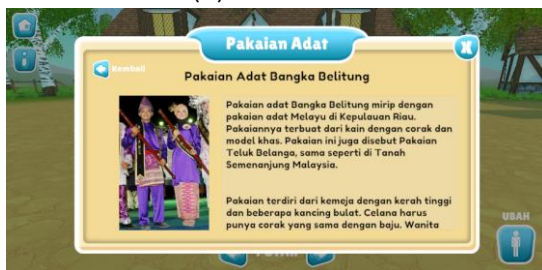 Pakaian Adat
Kembali
Pakaian Adat Bangka Belitung
Pakaian adat Bangka Belitung mirip dengan
pakaian adat Melayu di Kepulauan Riau.
Pakaiannya terbuat dari kain dengan corak dan
model khas. Pakaian ini juga disebut Pakaian
Teluk Belanga, sama seperti di Tanah
Semenanjung Malaysia.
Pakaian terdiri dari kemeja dengan kerah tinggi
dan beberapa kancing bulat. Celana harus
punya corak yang sama dengan baju. Wanita
UBAH